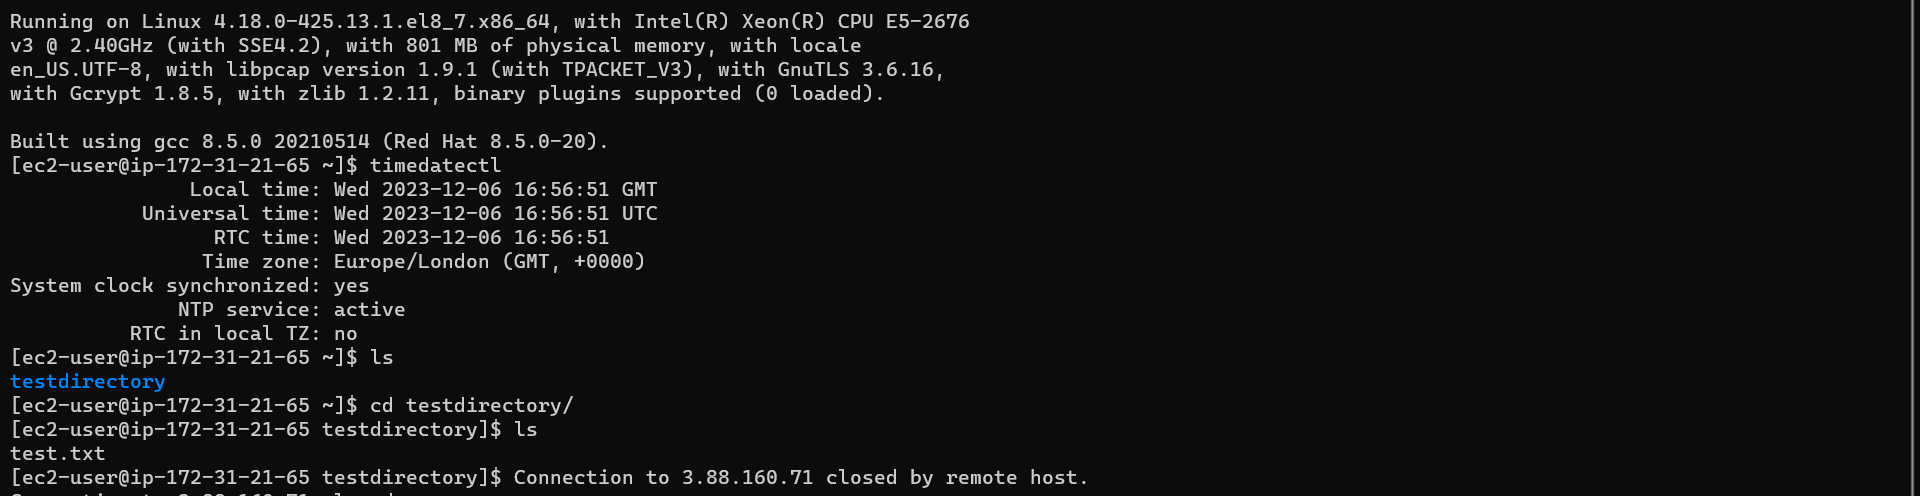 Running on Linux 4.18.0-425.13.1.el8_7.x86_64, with Intel(R) Xeon(R) CPU E5-2676
v3 @ 2.40GHz (with SSE4.2), with 801 MB of physical memory, with locale
en_US.UTF-8, with libpcap version 1.9.1 (with TPACKET_V3), with GnuTLS 3.6.16,
with Gcrypt 1.8.5, with zlib 1.2.11, binary plugins supported (0 loaded).
Built using gcc 8.5.0 20210514 (Red Hat 8.5.0-20).
[ec2-user@ip-172-31-21-65 ~]$ timedatectl
Local time: Wed 2023-12-06 16:56:51 GMT
Universal time: Wed 2023-12-06 16:56:51 UTC
RTC time: Wed 2023-12-06 16:56:51
Time zone: Europe/London (GMT, +0000)
System clock synchronized: yes
NTP service: active
RTC in local TZ: no
[ec2-user@ip-172-31-21-65 ~]$ ls
testdirectory
[ec2-user@ip-172-31-21-65 ~]$ cd testdirectory/
[ec2-user@ip-172-31-21-65 testdirectory]$ ls
test.txt
[ec2-user@ip-172-31-21-65 testdirectory]$ Connection to 3.88.160.71 closed by remote host.